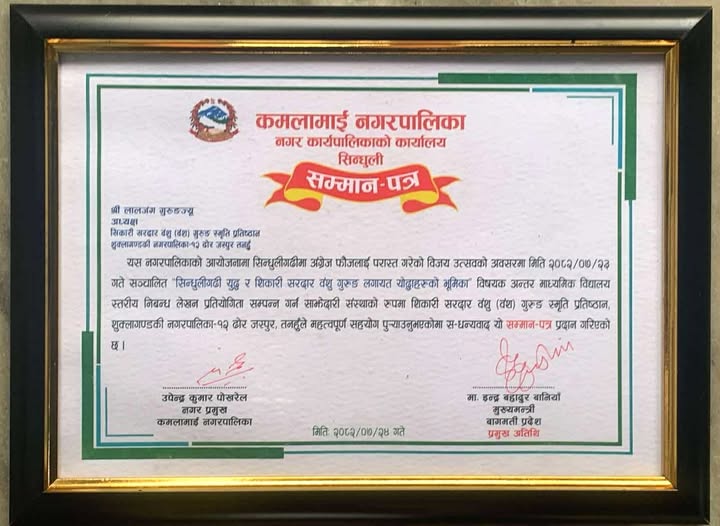 कमलामाई नगरपालिका
नगर कार्यपालिकाको कार्यालय
सिन्धुली
सम्मान-पत्र
श्री लालजंग गुरुङज्यू
अध्यक्ष
सिकारी सरदार वंशु (वंश) गुरुङ स्मृति प्रतिष्ठान
शुक्लागण्डकी नगरपालिका-१२ ढोर जस्पुर तनहुँ
यस नगरपालिकाको आयोजनामा सिन्धुलीगढीमा अंग्रेज फौजलाई परास्त गरेको विजय उत्सवको अवसरमा मिति २०८२/०७/२३
गते सञ्चालित "सिन्धुलीगढी युद्ध र शिकारी सरदार वंशु गुरुङ लगायत योद्धाहरूको भूमिका" विषयक अन्तर माध्यमिक विद्यालय
स्तरीय निबन्ध लेखन प्रतियोगिता सम्पन्न गर्न साझेदारी संस्थाको रुपमा शिकारी सरदार वंशु (वंश) गुरुङ स्मृति प्रतिष्ठान,
शुक्लागण्डकी नगरपालिका-१२ ढोर जस्पुर, तनहुँले महत्वपूर्ण सहयोग पुर्‍याउनुभएकोमा स-धन्यवाद यो सम्मान-पत्र प्रदान गरिएको
छ ।
उपेन्द्र कुमार पोखरेल
नगर प्रमुख
कमलामाई नगरपालिका
मिति २०८२/०७/२४ गते
मा. इन्द्र बहादुर बानियाँ
मुख्यमन्त्री
बागमती प्रदेश
प्रमुख अतिथि